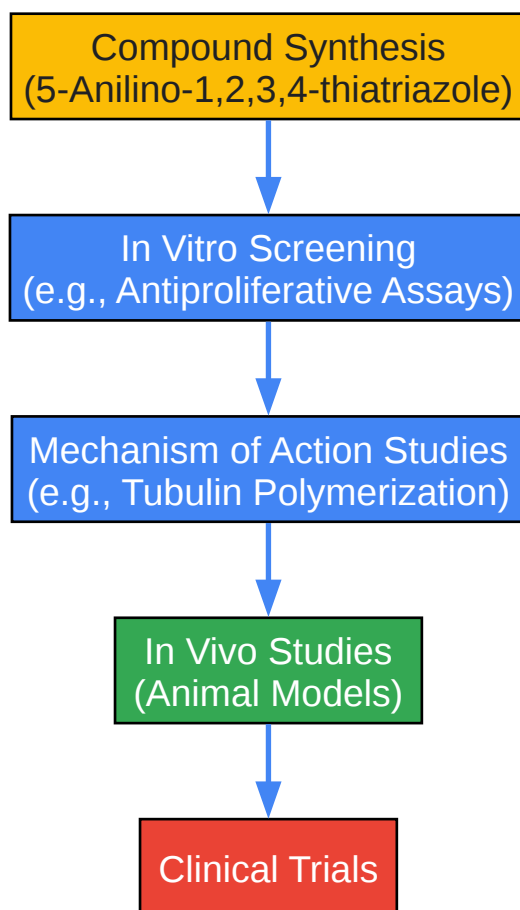 Compound Synthesis
(5-Anilino-1,2,3,4-thiatriazole)
In Vitro Screening
(e.g., Antiproliferative Assays)
Mechanism of Action Studies
(e.g., Tubulin Polymerization)
In Vivo Studies
(Animal Models)
Clinical Trials